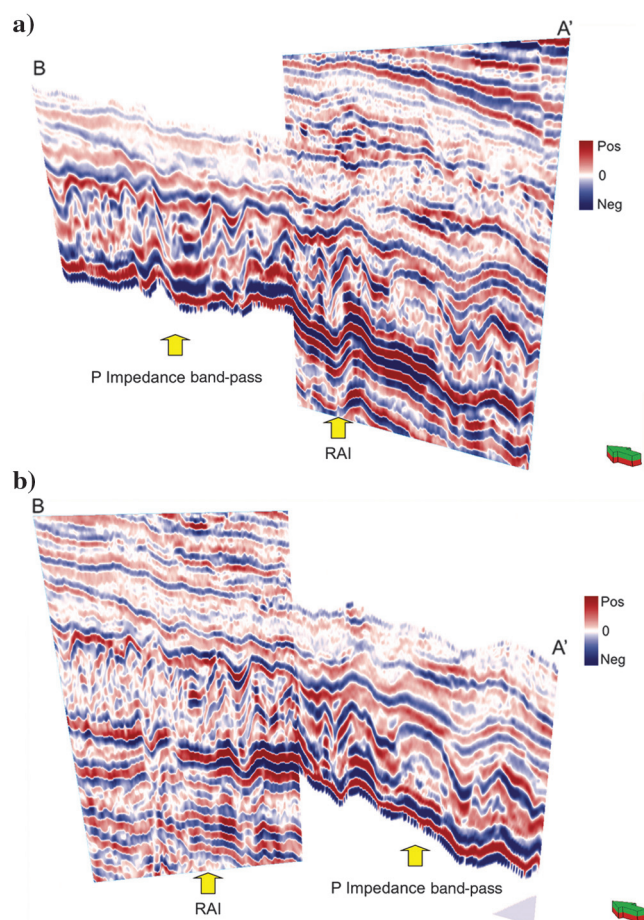 a)
A'
B
Pos
0
Neg
P Impedance band-pass
RAI
b)
B
Pos
0
Neg
A'
P Impedance band-pass
RAI